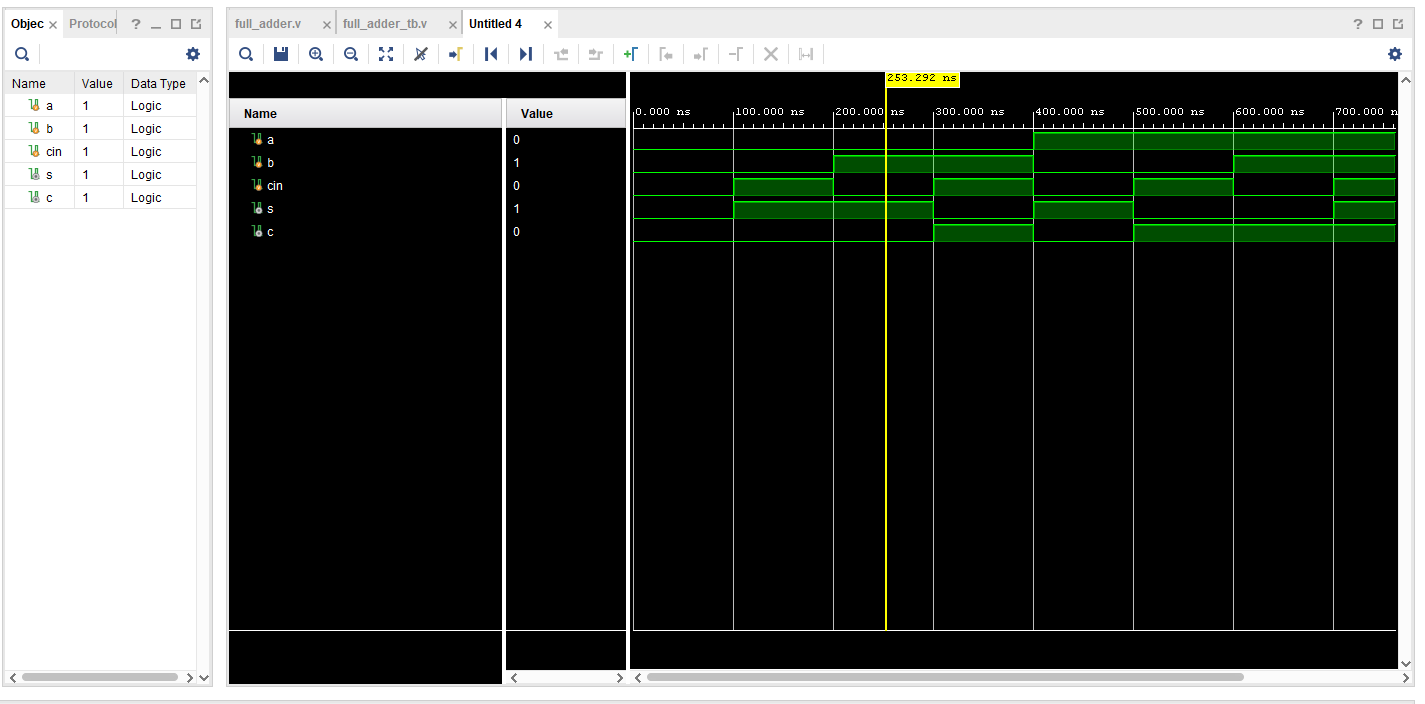 Objec Protocol ?
full_adder.v full_adder_tb.v Untitled 4 ?
Name Value Data Type
a 1 Logic
b 1 Logic
cin 1 Logic
s 1 Logic
c 1 Logic
253.292 ns
Name Value
0.000 ns 100.000 ns 200.000 ns 300.000 ns 400.000 ns 500.000 ns 600.000 ns 700.000 n
a 0
b 1
cin 0
s 1
c 0